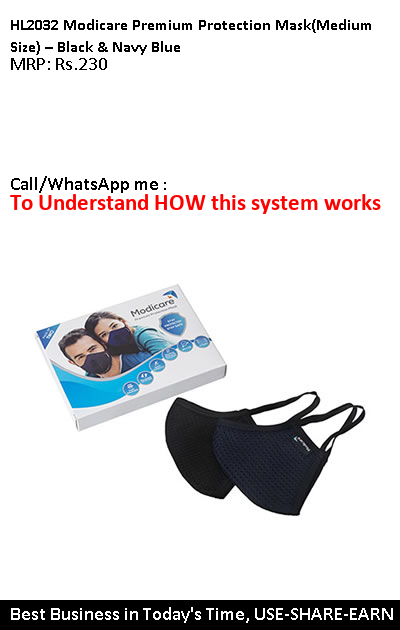 HL2032 Modicare Premium Protection Mask(Medium
Size) – Black & Navy Blue
MRP: Rs.230
Call/WhatsApp me :
To Understand HOW this system works
Modicare
Best Business in Today's Time, USE-SHARE-EARN